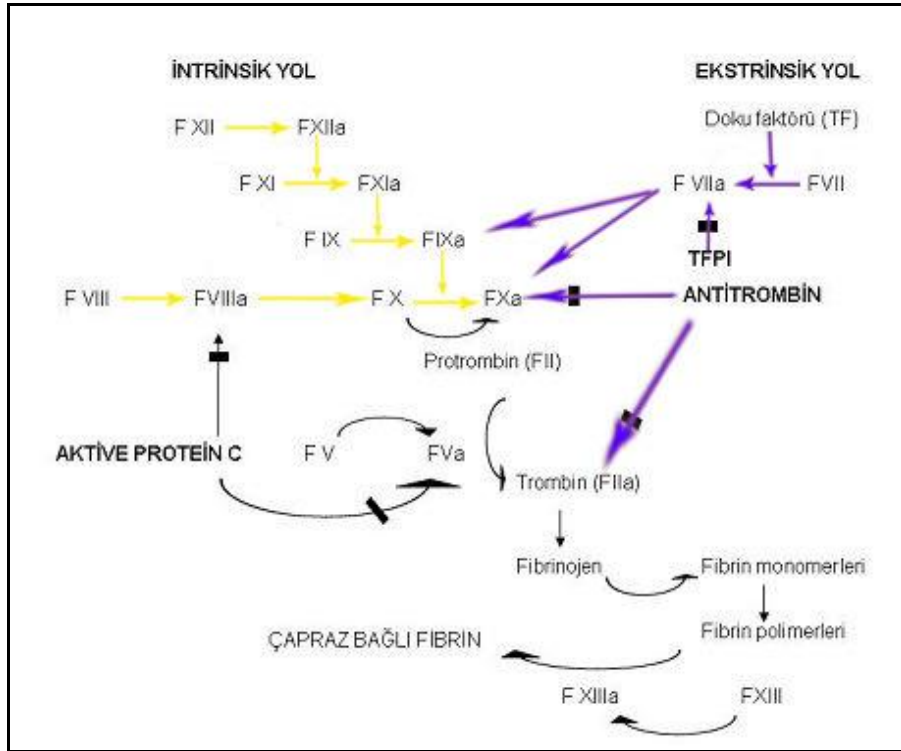 İNTRİNSİK YOL
EKSTRİNSİK YOL
F XII
FXIIa
Doku faktörü (TF)
F XI
FXIa
F VIIa
FVII
F IX
FIXa
TFPI
F VIII
FVIIIa
F X
FXa
ANTİTROMBİN
Protrombin (FII)
AKTİVE PROTEİN C
F V
FVa
Trombin (FIIa)
Fibrinojen
Fibrin monomerleri
Fibrin polimerleri
ÇAPRAZ BAĞLI FİBRİN
F XIIIa
FXIII